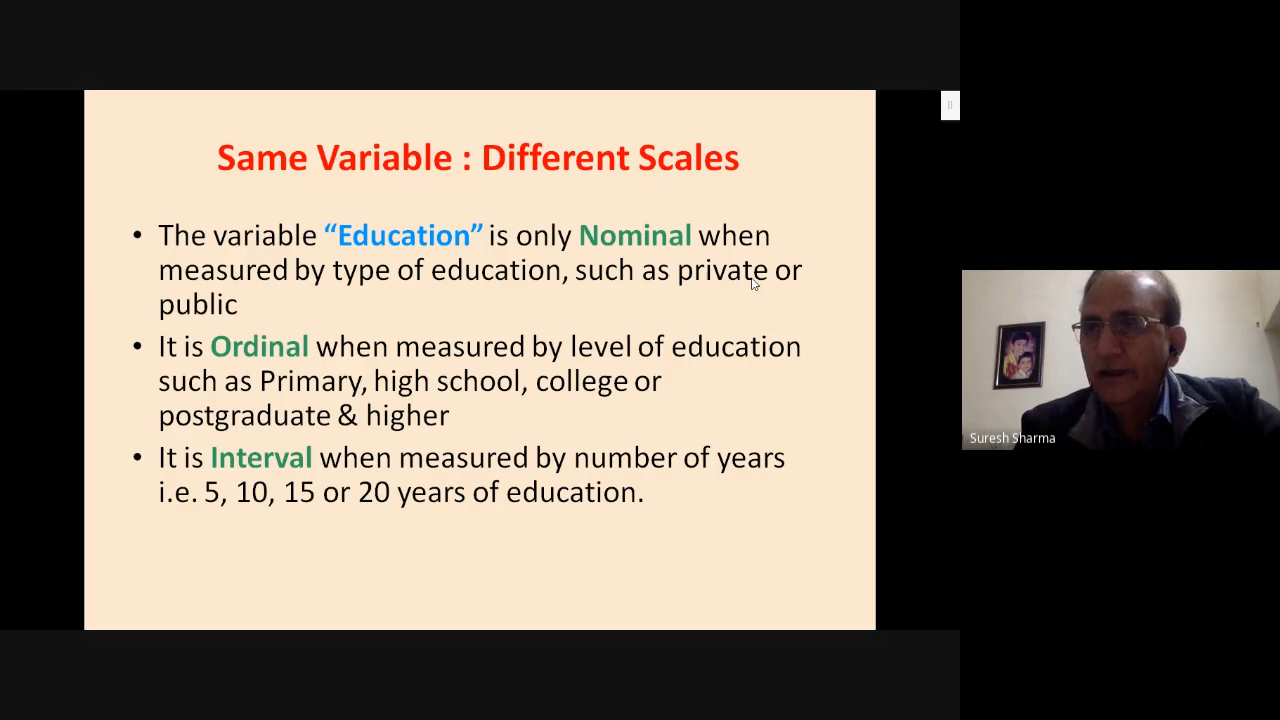 Same Variable : Different Scales
• The variable “Education” is only Nominal when
measured by type of education, such as private or
public
• It is Ordinal when measured by level of education
such as Primary, high school, college or
postgraduate & higher
• It is Interval when measured by number of years
i.e. 5, 10, 15 or 20 years of education.
Suresh Sharma